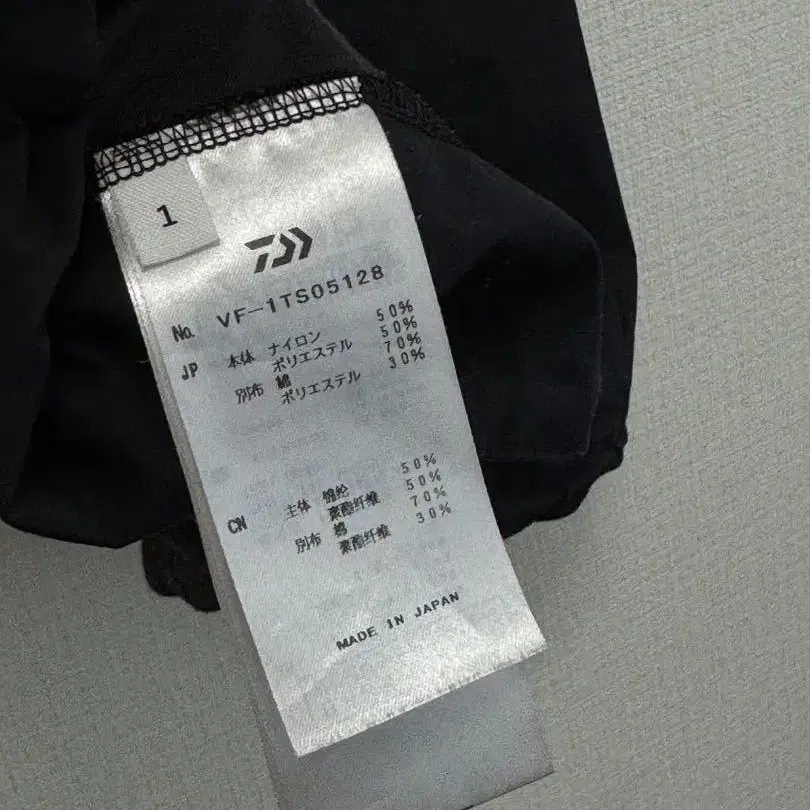 1
No. VF-1TS05128
JP 本体 ナイロン 50%
ポリエステル 50%
別布 綿 70%
ポリエステル 30%
CN 主体 锦纶 50%
聚酯纤维 50%
别布 棉 70%
聚酯纤维 30%
MADE IN JAPAN